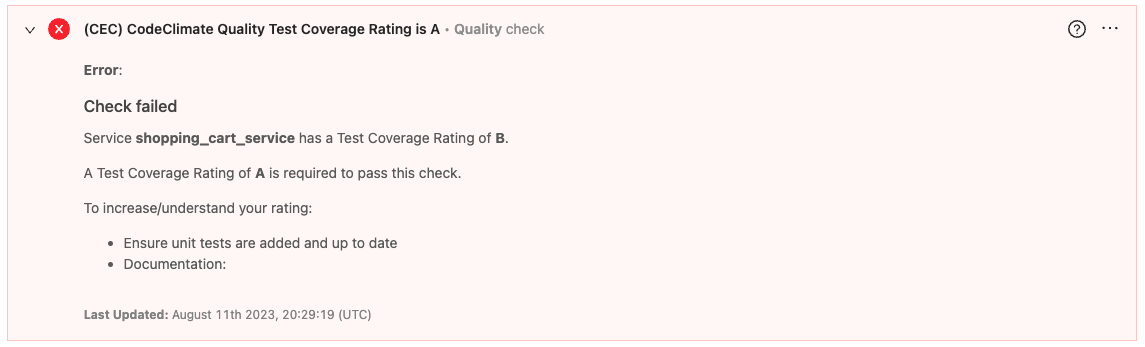 (CEC) CodeClimate Quality Test Coverage Rating is A • Quality check
Error:
Check failed
Service shopping_cart_service has a Test Coverage Rating of B.
A Test Coverage Rating of A is required to pass this check.
To increase/understand your rating:
• Ensure unit tests are added and up to date
• Documentation:
Last Updated: August 11th 2023, 20:29:19 (UTC)